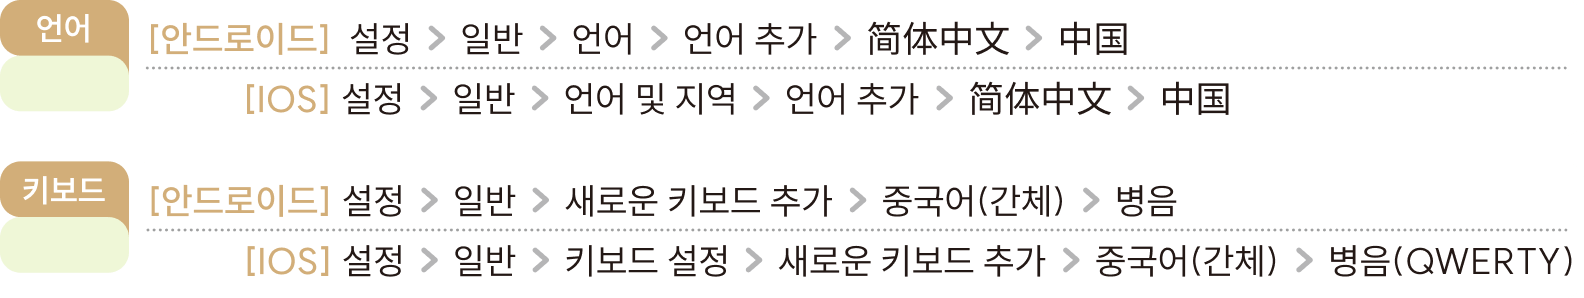 언어
[안드로이드] 설정 > 일반 > 언어 > 언어 추가 > 简体中文 > 中国
[IOS] 설정 > 일반 > 언어 및 지역 > 언어 추가 > 简体中文 > 中国
키보드
[안드로이드] 설정 > 일반 > 새로운 키보드 추가 > 중국어(간체) > 병음
[IOS] 설정 > 일반 > 키보드 설정 > 새로운 키보드 추가 > 중국어(간체) > 병음(QWERTY)